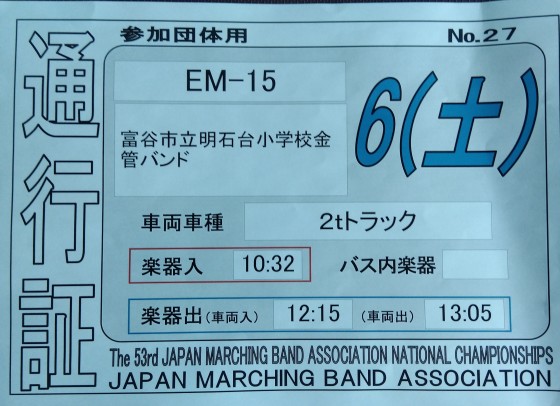 通行証
参加団体用 No.27
EM-15
6(土)
富谷市立明石台小学校金
管バンド
車両車種 2tトラック
楽器入 10:32 バス内楽器
楽器出(車両入) 12:15 (車両出) 13:05
The 53rd JAPAN MARCHING BAND ASSOCIATION NATIONAL CHAMPIONSHIPS
JAPAN MARCHING BAND ASSOCIATION